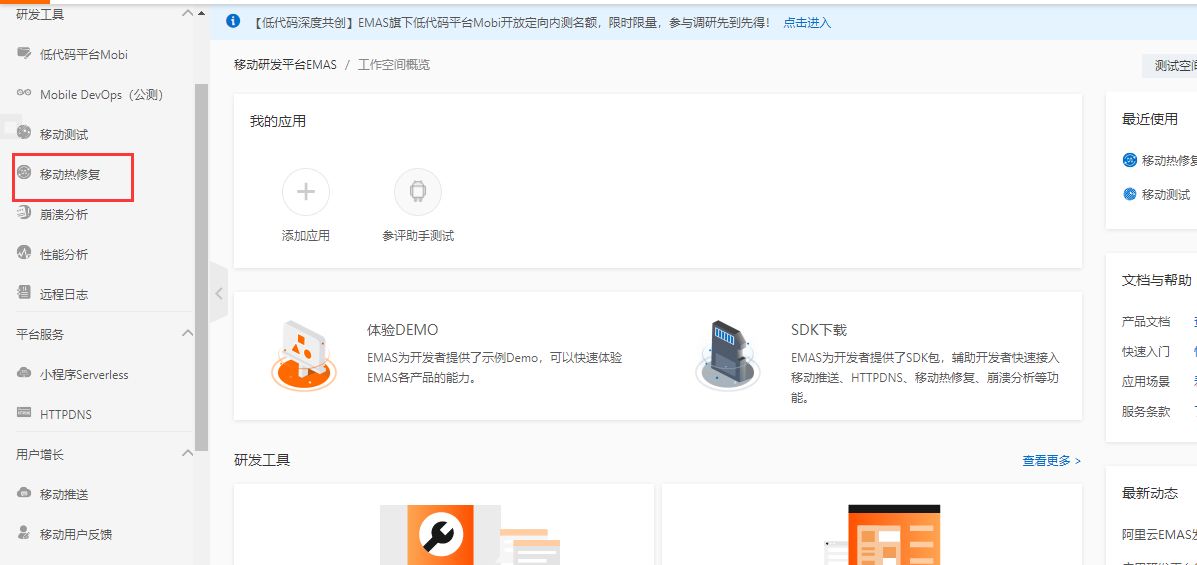 研发工具
低代码平台Mobi
Mobile DevOps（公测）
移动测试
移动热修复
崩溃分析
性能分析
远程日志
平台服务
小程序Serverless
HTTPDNS
用户增长
移动推送
移动用户反馈
【低代码深度共创】EMAS旗下低代码平台Mobi开放定向内测名额，限时限量，参与调研先到先得！ 点击进入
移动研发平台EMAS / 工作空间概览
测试空间
我的应用
添加应用
参评助手测试
体验DEMO
EMAS为开发者提供了示例Demo，可以快速体验
EMAS各产品的能力。
SDK下载
EMAS为开发者提供了SDK包，辅助开发者快速接入
移动推送、HTTPDNS、移动热修复、崩溃分析等功
能。
研发工具
查看更多 >
最近使用
移动热修复
移动测试
文档与帮助
产品文档
快速入门
应用场景
服务条款
最新动态
阿里云EMAS